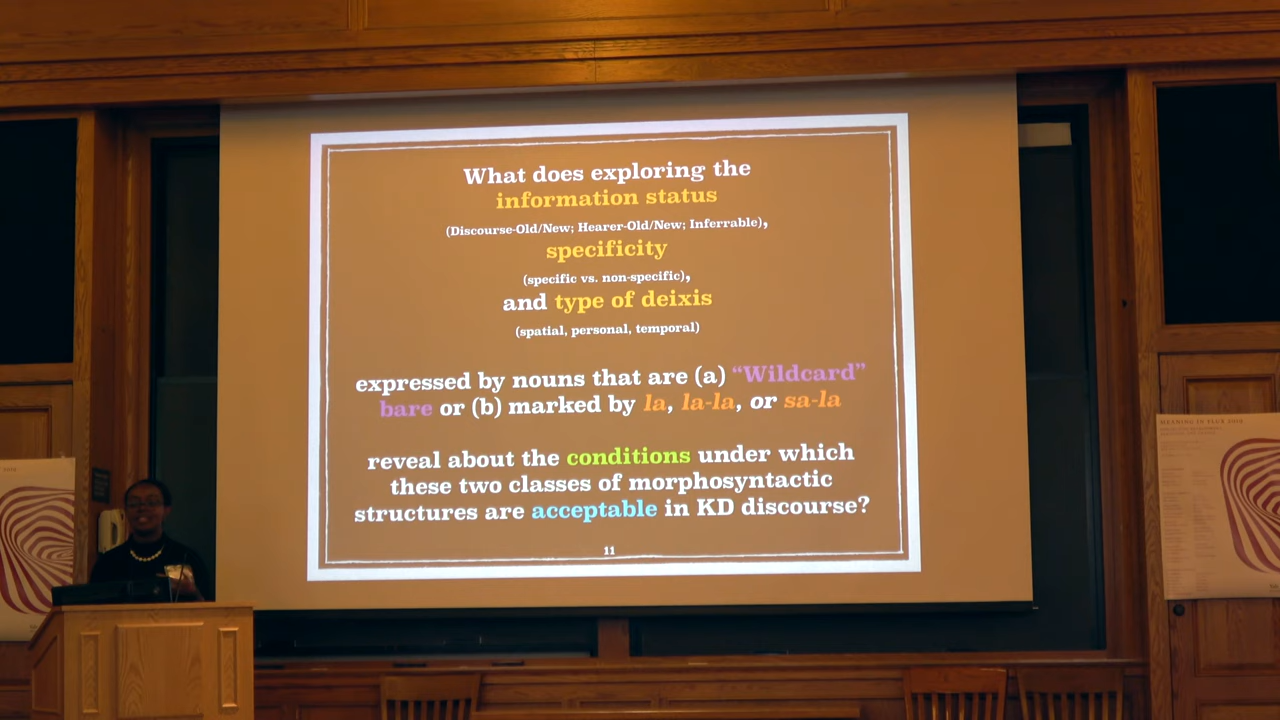 What does exploring the
information status
(Discourse-Old/New; Hearer-Old/New; Inferrable),
specificity
(specific vs. non-specific),
and type of deixis
(spatial, personal, temporal)
expressed by nouns that are (a) “Wildcard”
bare or (b) marked by la, la-la, or sa-la
reveal about the conditions under which
these two classes of morphosyntactic
structures are acceptable in KD discourse?
11